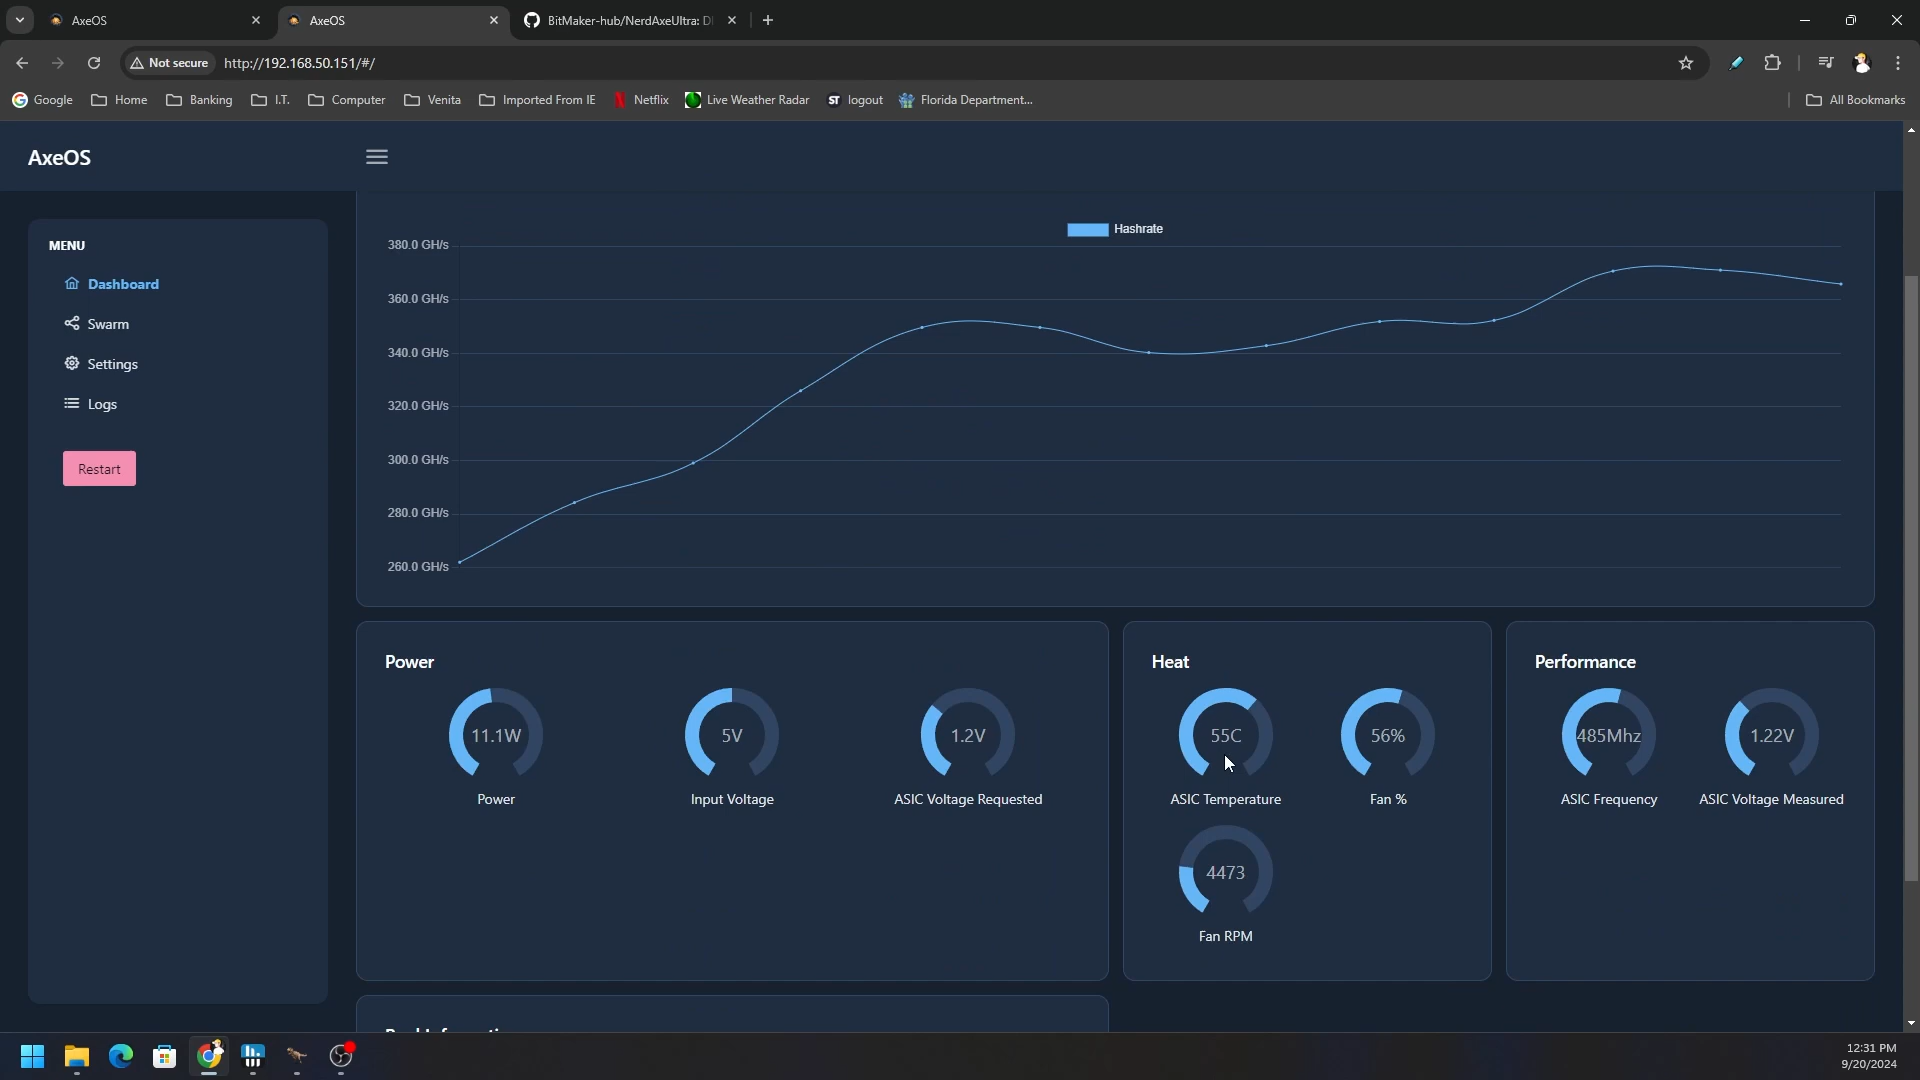 AxeOS
AxeOS
BitMaker-hub/NerdAxeUltra: D
Not secure
http://192.168.50.151/#/
Google
Home
Banking
I.T.
Computer
Venita
Imported From IE
Netflix
Live Weather Radar
ST logout
Florida Department...
All Bookmarks
AxeOS
MENU
Dashboard
Swarm
Settings
Logs
Restart
Hashrate
380.0 GH/s
360.0 GH/s
340.0 GH/s
320.0 GH/s
300.0 GH/s
280.0 GH/s
260.0 GH/s
Power
11.1W
Power
5V
Input Voltage
1.2V
ASIC Voltage Requested
Heat
55C
ASIC Temperature
56%
Fan %
4473
Fan RPM
Performance
485Mhz
ASIC Frequency
1.22V
ASIC Voltage Measured
12:31 PM
9/20/2024